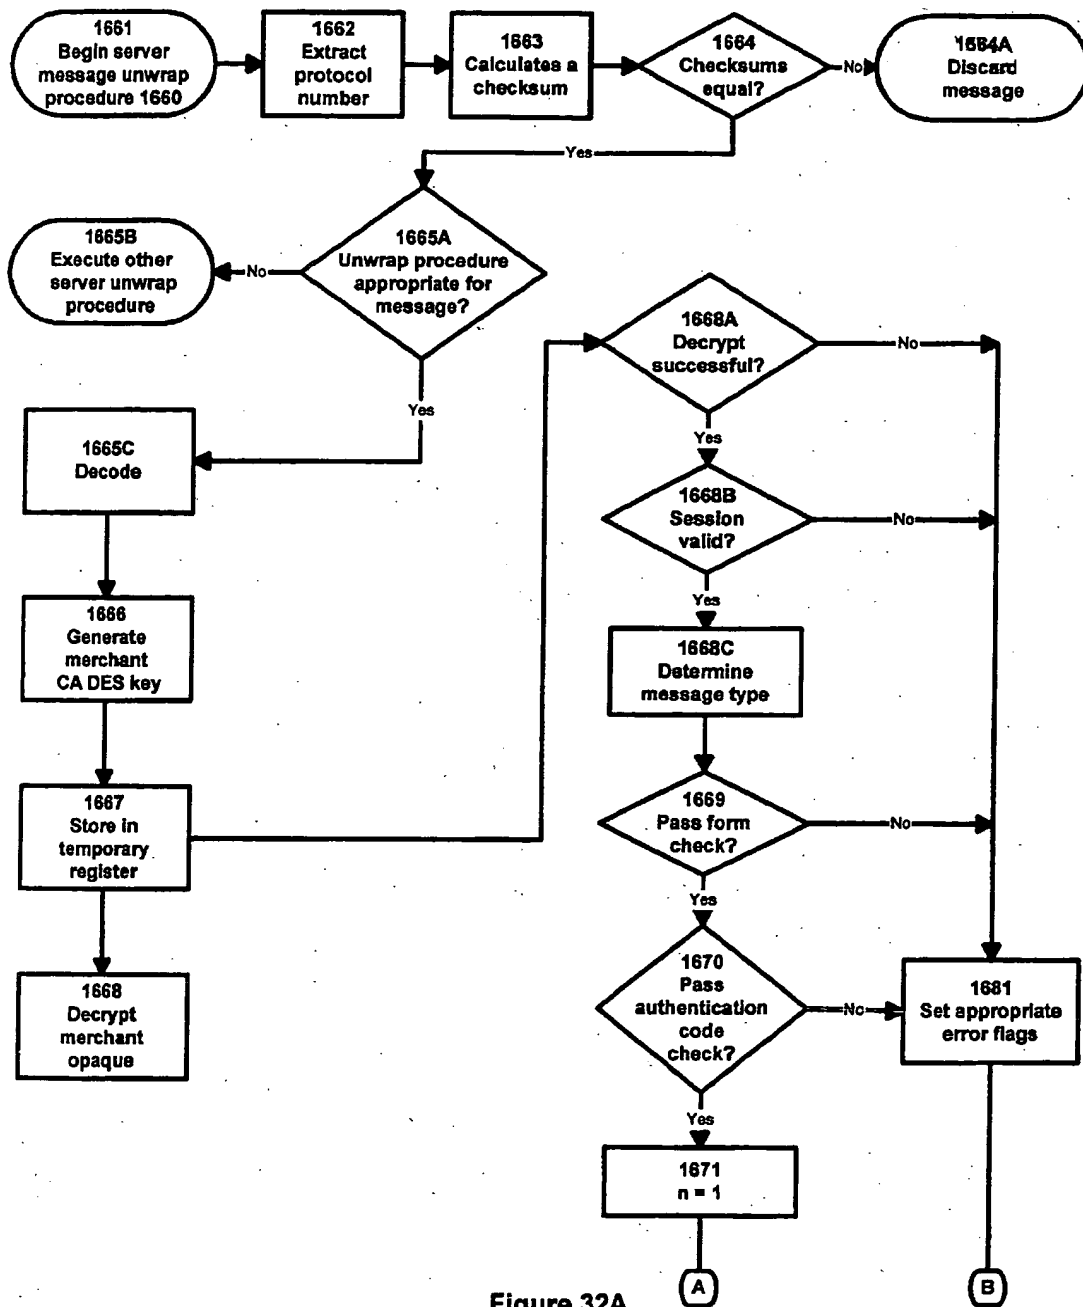 1661
Begin server
message unwrap
procedure 1660
1662
Extract
protocol
number
1663
Calculates a
checksum
1664
Checksums
equal?
No
1664A
Discard
message
Yes
1665A
Unwrap procedure
appropriate for
message?
No
1665B
Execute other
server unwrap
procedure
Yes
1665C
Decode
1666
Generate
merchant
CA DES key
1667
Store in
temporary
register
1668
Decrypt
merchant
opaque
1668A
Decrypt
successful?
No
Yes
1668B
Session
valid?
No
Yes
1668C
Determine
message type
1669
Pass form
check?
No
Yes
1670
Pass
authentication
code
check?
No
1681
Set appropriate
error flags
Yes
1671
n = 1
A
B
Figure 32A